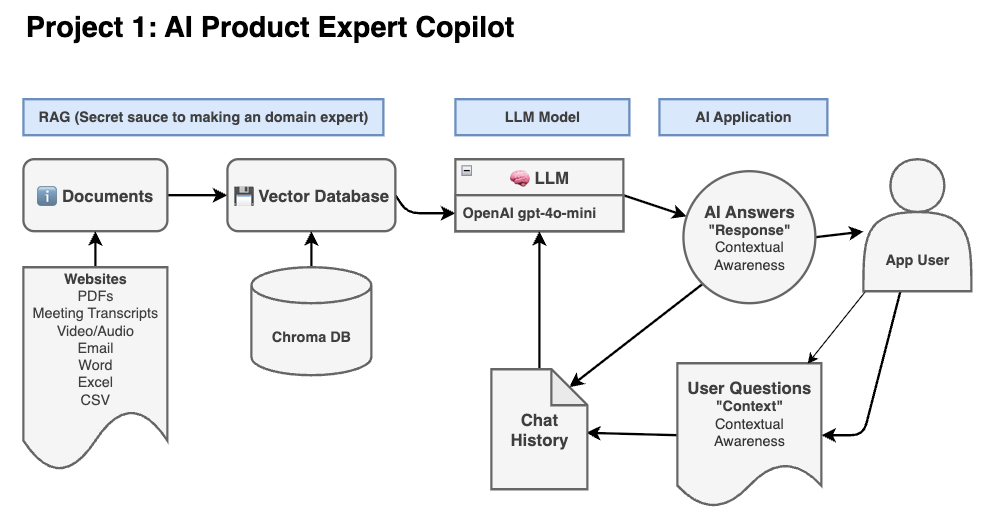 Project 1: AI Product Expert Copilot
RAG (Secret sauce to making an domain expert)
LLM Model
AI Application
Documents
Vector Database
LLM
OpenAI gpt-4o-mini
AI Answers
"Response"
Contextual
Awareness
App User
Websites
PDFs
Meeting Transcripts
Video/Audio
Email
Word
Excel
CSV
Chroma DB
Chat
History
User Questions
"Context"
Contextual
Awareness